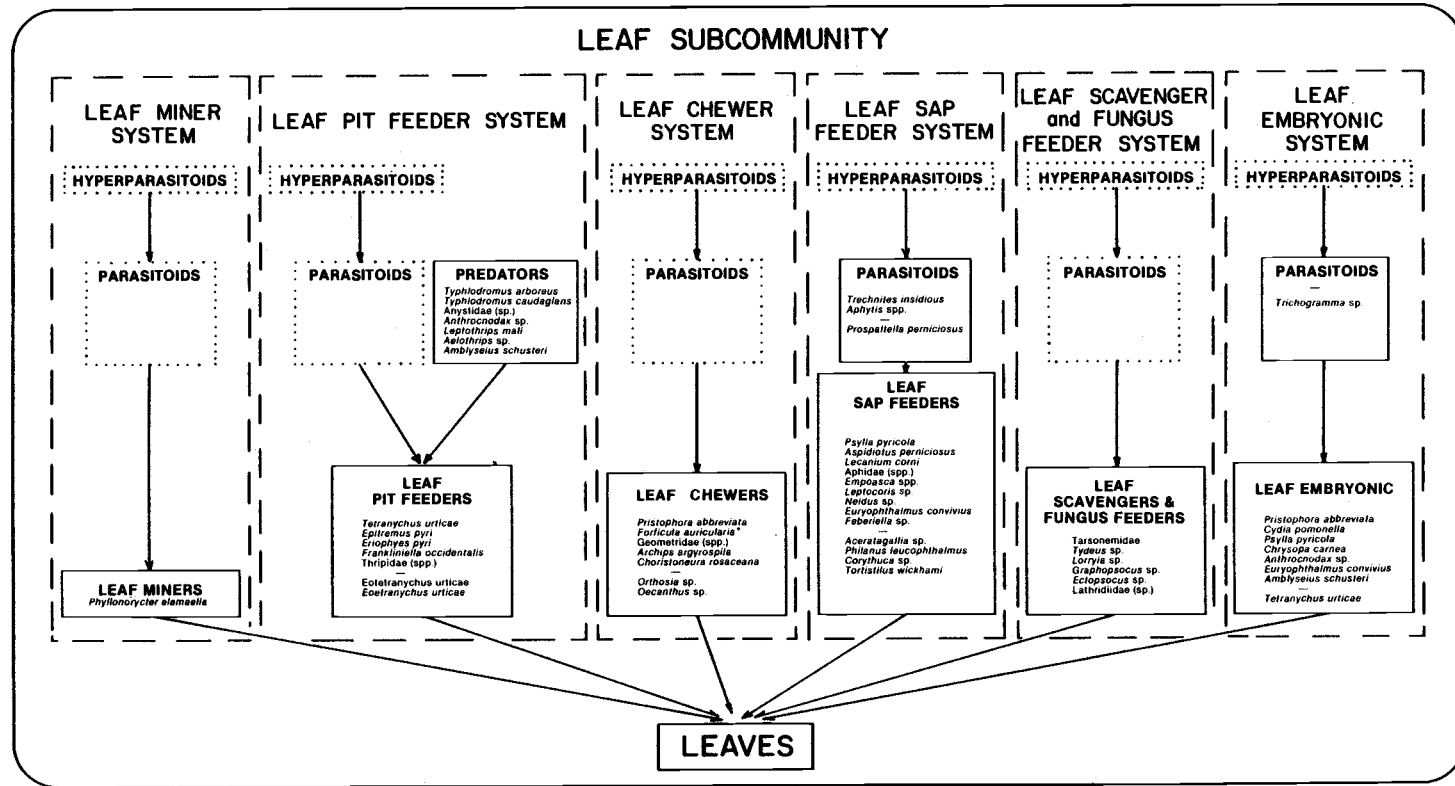 LEAF SUBCOMMUNITY
LEAF MINER
SYSTEM
HYPERPARASITOIDS
PARASITOIDS
LEAF MINERS
Phyllonorycter elamaella
LEAF PIT FEEDER SYSTEM
HYPERPARASITOIDS
PARASITOIDS
PREDATORS
Typhlodromus arboreus
Typhlodromus caudaglans
Anystidae (sp.)
Anthrocnodax sp.
Leptothrips mali
Aelothrips sp.
Amblyseius schusteri
LEAF
PIT FEEDERS
Tetranychus urticae
Epitremus pyri
Eriophyes pyri
Frankliniella occidentalis
Thripidae (spp.)
—
Eotetranychus urticae
Eoetranychus urticae
LEAF CHEWER
SYSTEM
HYPERPARASITOIDS
PARASITOIDS
LEAF CHEWERS
Pristophora abbreviata
Forficula auricularis*
Geometridae (spp.)
Archips argyrospila
Choristoneura rosaceana
—
Orthosia sp.
Oecanthus sp.
LEAF SAP
FEEDER SYSTEM
HYPERPARASITOIDS
PARASITOIDS
Trechnites insidious
Aphytis spp.
—
Prospaltella perniciosus
LEAF
SAP FEEDERS
Psylla pyricola
Aspidiotus perniciosus
Lecanium corni
Aphidae (spp.)
Empoasca spp.
Leptocoris sp.
Neidus sp.
Euryophthalmus convivius
Feberiella sp.
—
Aceratagallia sp.
Philanus leucophthalmus
Corythuca sp.
Tortistilus wickhami
LEAF SCAVENGER
and FUNGUS
FEEDER SYSTEM
HYPERPARASITOIDS
PARASITOIDS
LEAF
SCAVENGERS &
FUNGUS FEEDERS
Tarsonemidae
Tydeus sp.
Lorryia sp.
Graphopsocus sp.
Ectopsocus sp.
Lathridiidae (sp.)
LEAF
EMBRYONIC
SYSTEM
HYPERPARASITOIDS
PARASITOIDS
—
Trichogramma sp.
LEAF EMBRYONIC
Pristophora abbreviata
Cydia pomonella
Psylla pyricola
Chrysopa carnea
Anthrocnodax sp.
Euryophthalmus convivius
Amblyseius schusteri
—
Tetranychus urticae
LEAVES